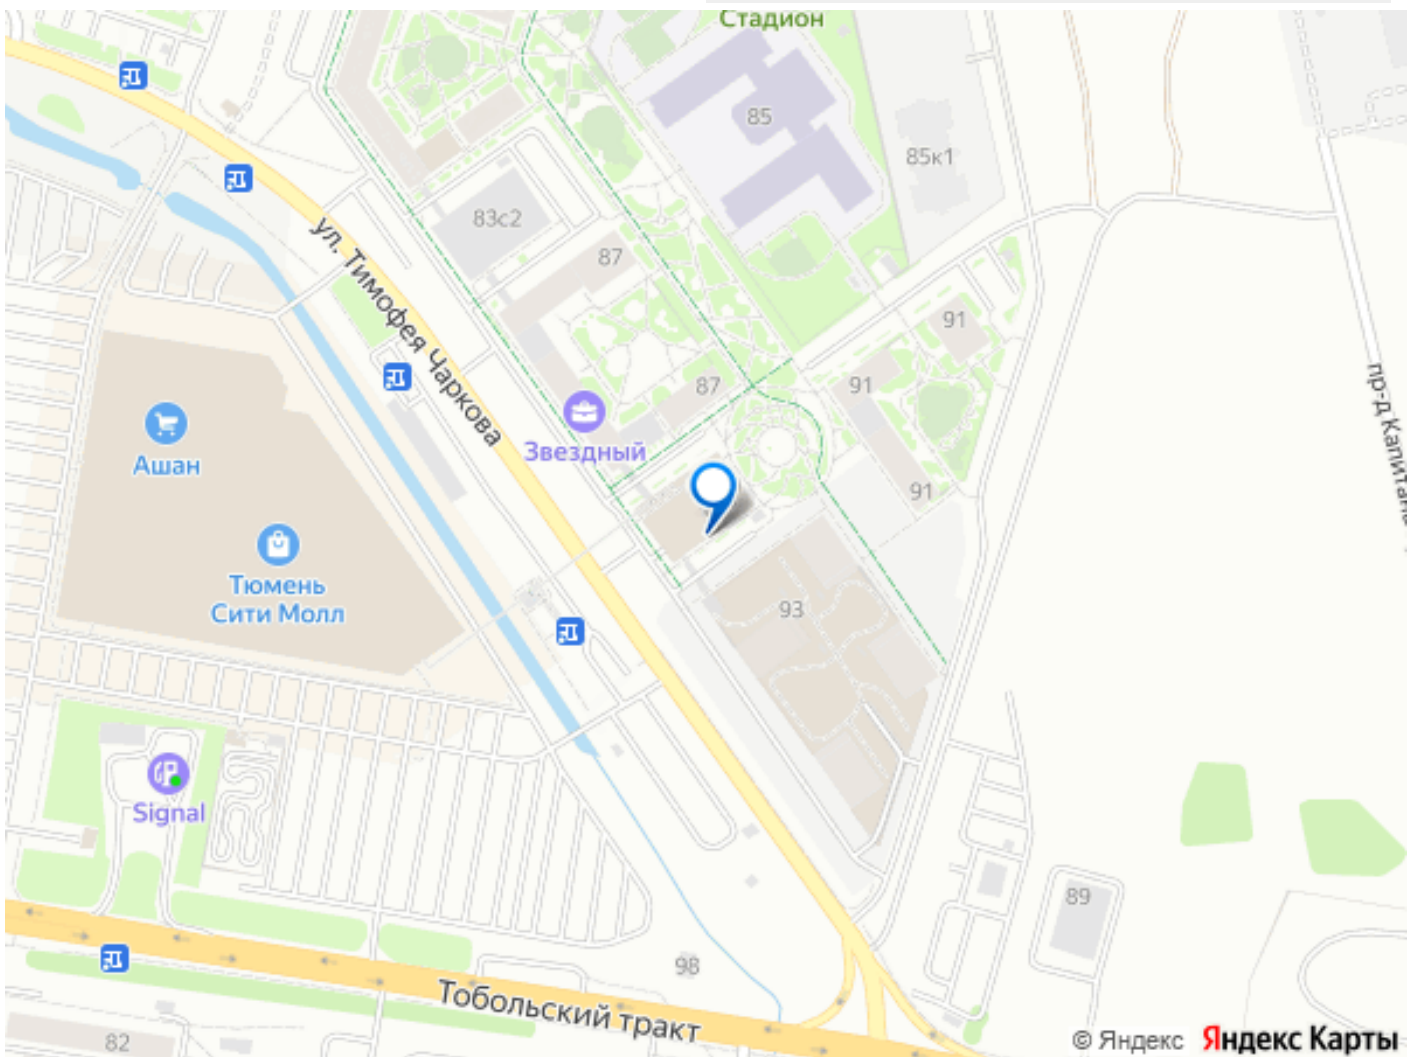 Стадион
85
85к1
83с2
ул. Тимофея Чаркова
87
91
87
91
Звездный
Ашан
91
Тюмень
Сити Молл
93
Signal
89
98
Тобольский тракт
82
пр-д Капитана
© Яндекс Яндекс Карты